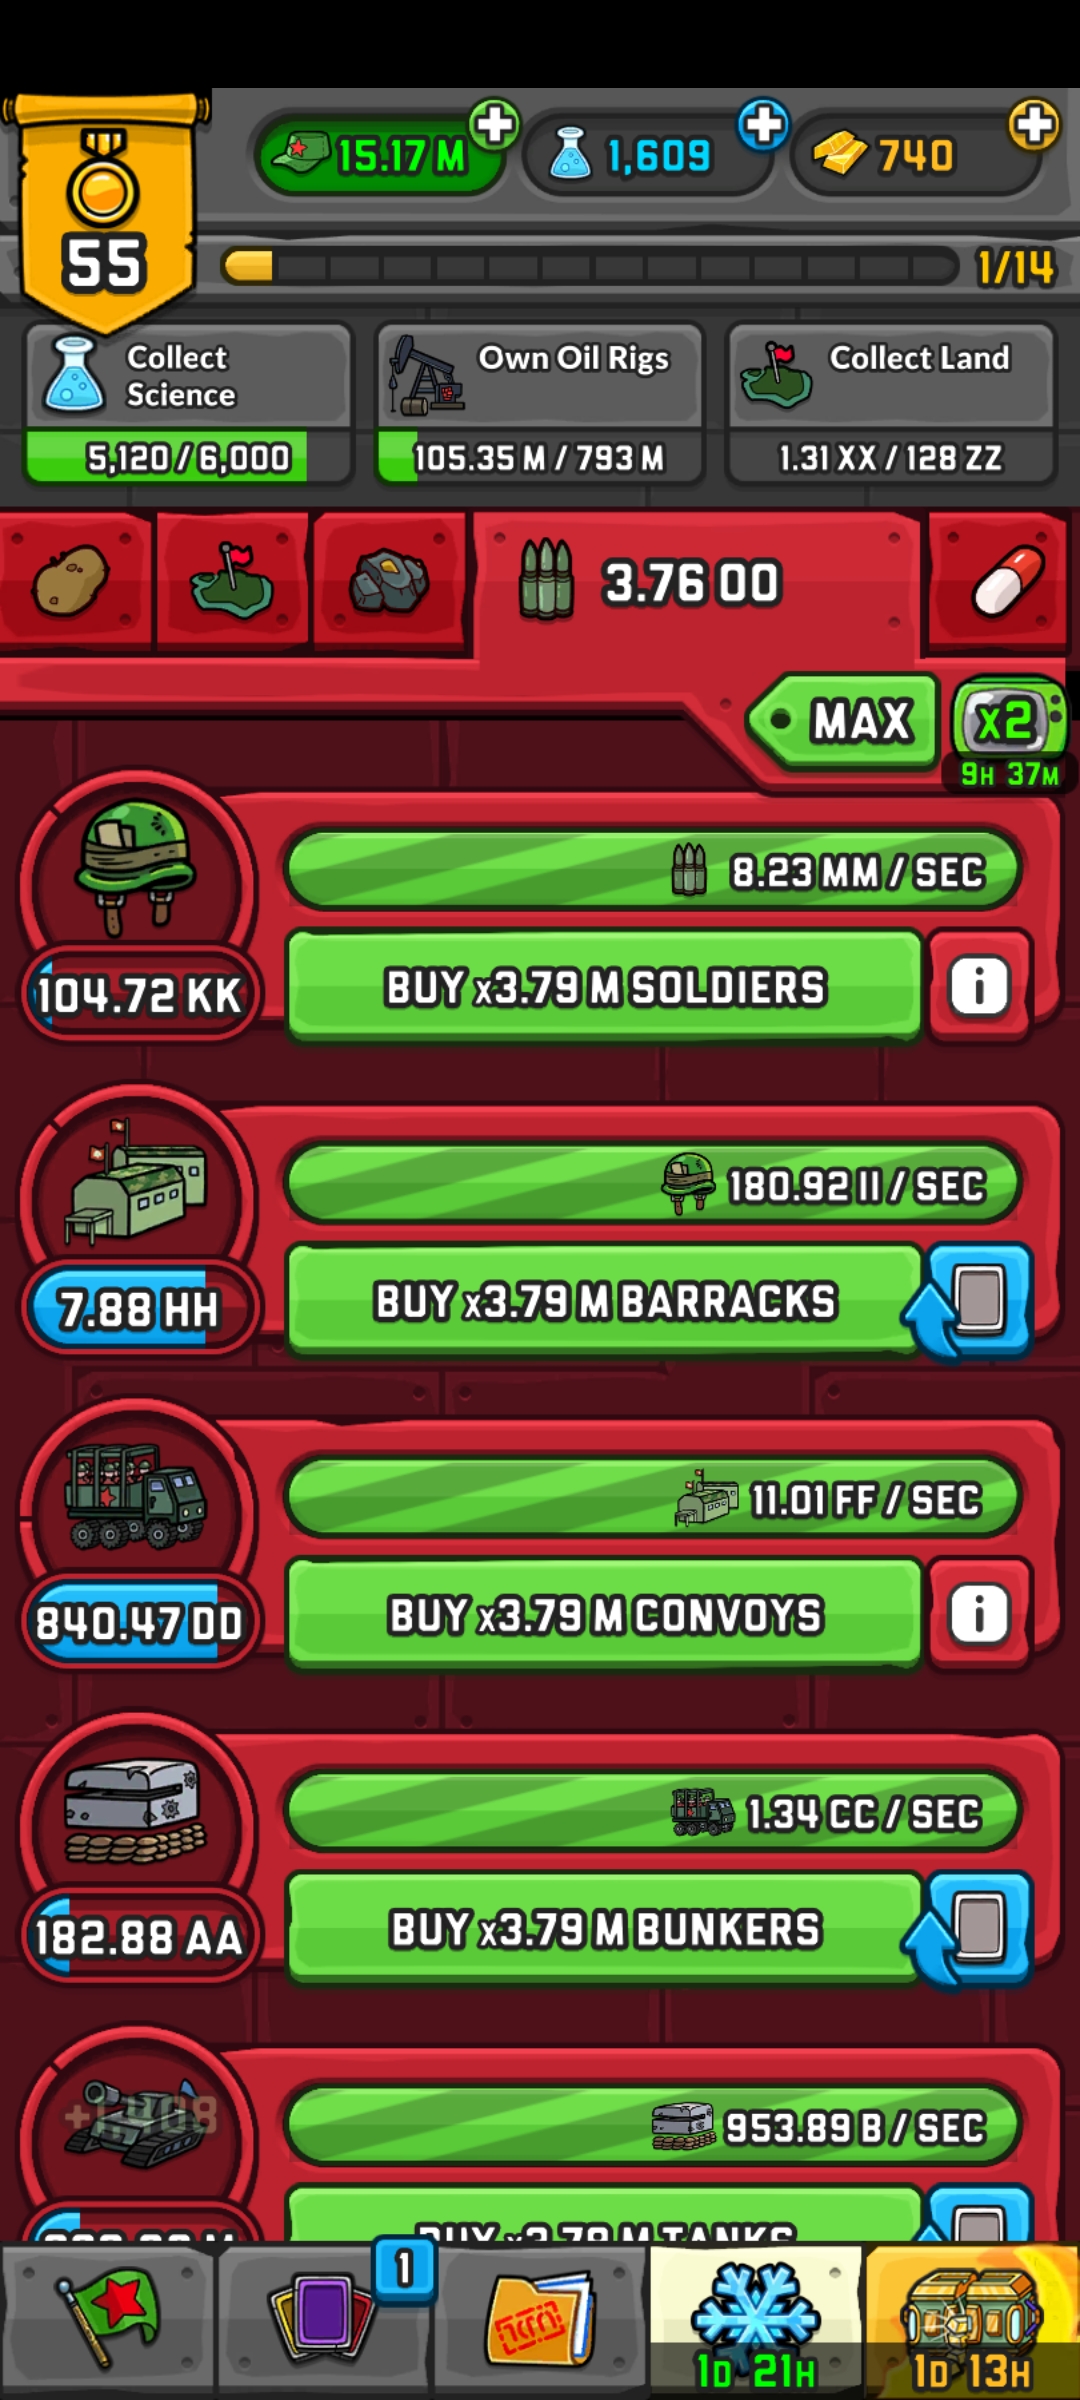 55
15.17 M
1,609
740
1/14
Collect
Science
5,120 / 6,000
Own Oil Rigs
105.35 M / 793 M
Collect Land
1.31 XX / 128 ZZ
3.76 OO
MAX
x2
9H 37M
8.23 MM / SEC
104.72 KK
BUY x3.79 M SOLDIERS
i
180.92 II / SEC
7.88 HH
BUY x3.79 M BARRACKS
11.01 FF / SEC
840.47 DD
BUY x3.79 M CONVOYS
i
1.34 CC / SEC
182.88 AA
BUY x3.79 M BUNKERS
953.89 B / SEC
BUY x3.78 M TANKS
1
1D 21H
1D 13H